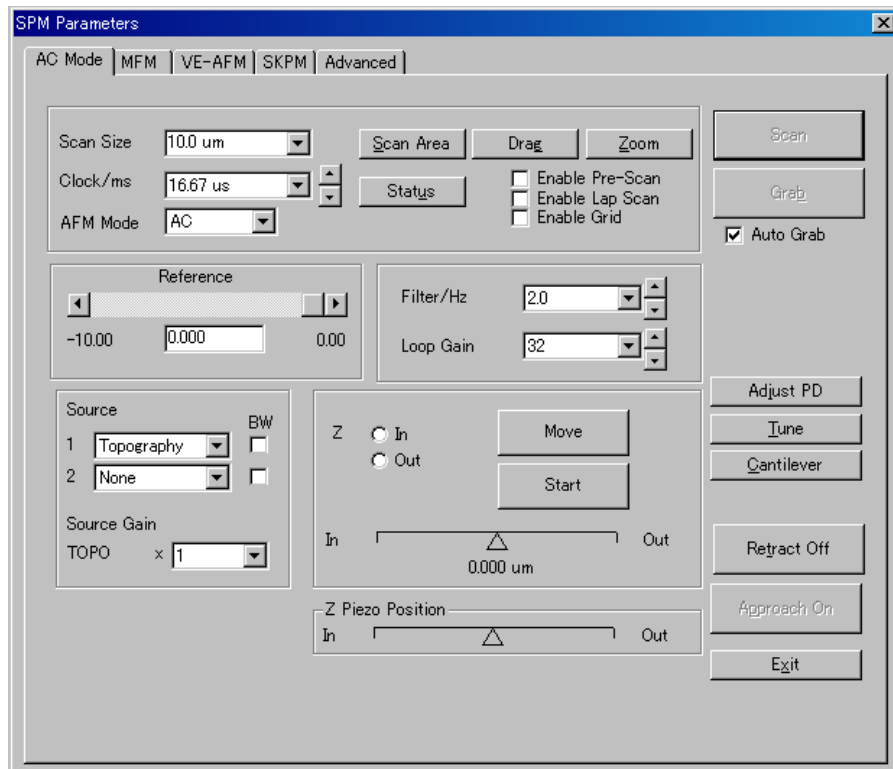 SPM Parameters
AC Mode MFM VE-AFM SKPM Advanced
Scan Size 10.0 um Scan Area Drag Zoom
Clock/ms 16.67 us Status
Enable Pre-Scan
Enable Lap Scan
Enable Grid
AFM Mode AC
Scan
Grab
Auto Grab
Reference
-10.00 0.000 0.00
Filter/Hz 2.0
Loop Gain 32
Source BW
1 Topography
2 None
Source Gain
TOPO x 1
Z In Move
Out
Start
In Out
0.000 um
Z Piezo Position
In Out
Adjust PD
Tune
Cantilever
Retract Off
Approach On
Exit